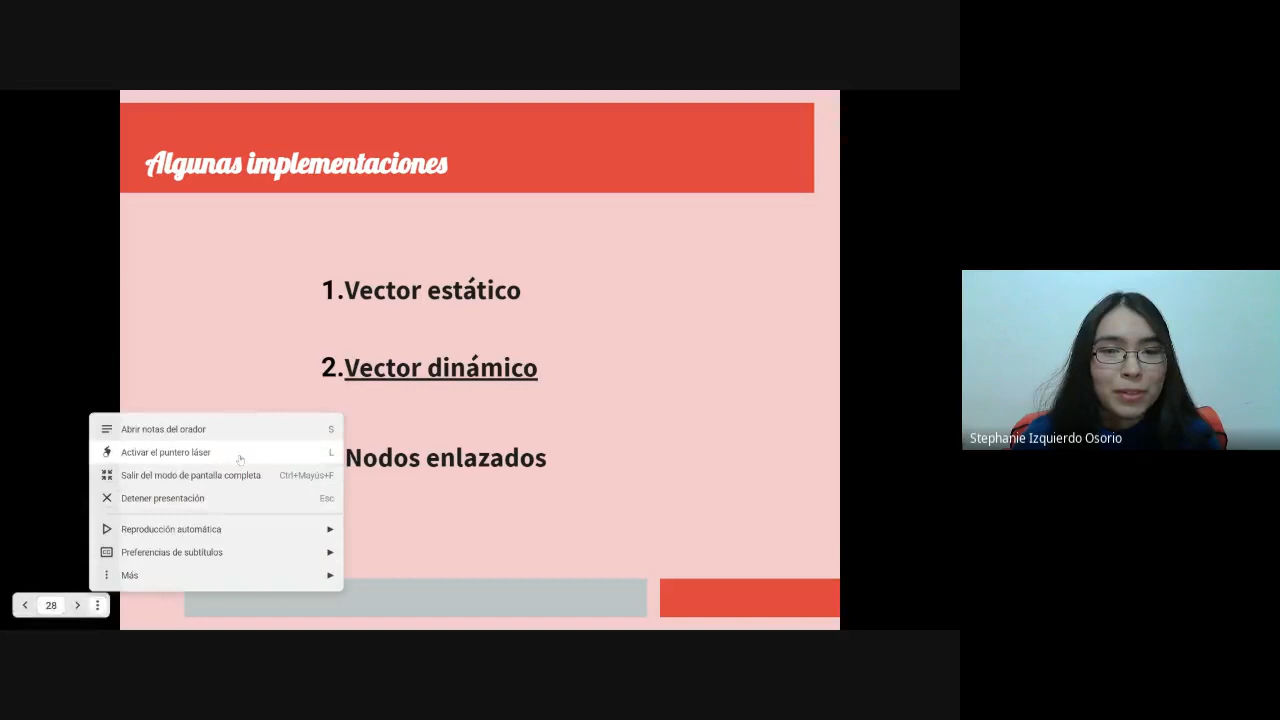 Algunas implementaciones
1.Vector estático
2.Vector dinámico
Nodos enlazados
Abrir notas del orador S
Activar el puntero láser L
Salir del modo de pantalla completa Ctrl+Mayús+F
Detener presentación Esc
Reproducción automática
CC Preferencias de subtítulos
Más
28
Stephanie Izquierdo Osorio